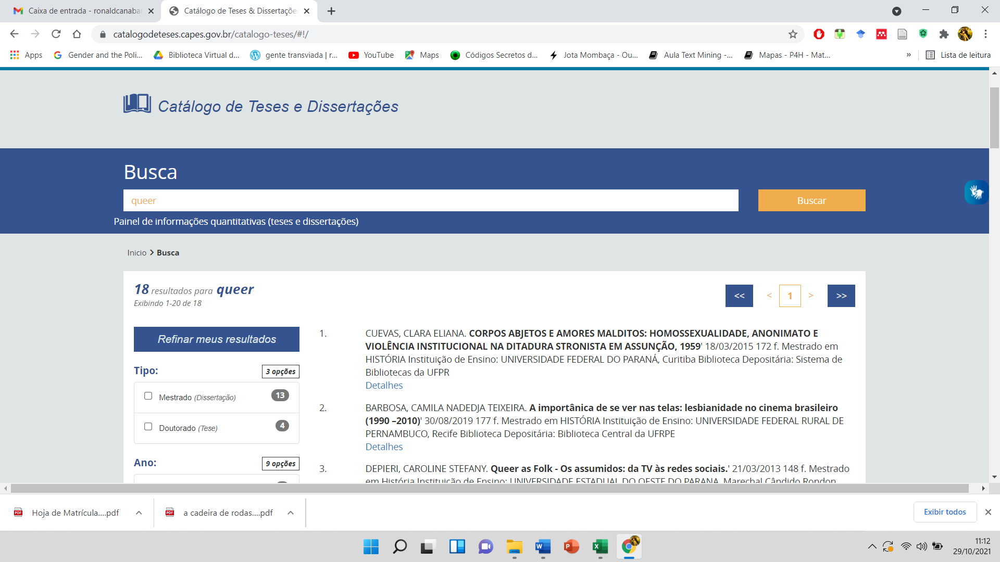 Caixa de entrada - ronaldcanaba
Catálogo de Teses & Dissertaçõe
catalogodeteses.capes.gov.br/catalogo-teses/#!/
Apps
Gender and the Poli...
Biblioteca Virtual d...
gente transviada | r...
YouTube
Maps
Códigos Secretos d...
Jota Mombaça - Ou...
Aula Text Mining -...
Mapas - P4H - Mat...
»
Lista de leitura
Catálogo de Teses e Dissertações
Busca
queer
Buscar
Painel de informações quantitativas (teses e dissertações)
Inicio > Busca
18 resultados para queer
Exibindo 1-20 de 18
<< < 1 > >>
Refinar meus resultados
Tipo:
3 opções
Mestrado (Dissertação)
13
Doutorado (Tese)
4
Ano:
9 opções
1.
CUEVAS, CLARA ELIANA. CORPOS ABJETOS E AMORES MALDITOS: HOMOSSEXUALIDADE, ANONIMATO E
VIOLÊNCIA INSTITUCIONAL NA DITADURA STRONISTA EM ASSUNÇÃO, 1959' 18/03/2015 172 f. Mestrado em
HISTÓRIA Instituição de Ensino: UNIVERSIDADE FEDERAL DO PARANÁ, Curitiba Biblioteca Depositária: Sistema de
Bibliotecas da UFPR
Detalhes
2.
BARBOSA, CAMILA NADEDJA TEIXEIRA. A importânica de se ver nas telas: lesbianidade no cinema brasileiro
(1990 –2010)' 30/08/2019 177 f. Mestrado em HISTÓRIA Instituição de Ensino: UNIVERSIDADE FEDERAL RURAL DE
PERNAMBUCO, Recife Biblioteca Depositária: Biblioteca Central da UFRPE
Detalhes
3.
DEPIERI, CAROLINE STEFANY. Queer as Folk - Os assumidos: da TV às redes sociais.' 21/03/2013 148 f. Mestrado
em História Instituição de Ensino: UNIVERSIDADE ESTADUAL DO OESTE DO PARANA, Marechal Cândido Rondon
Hoja de Matrícula....pdf
a cadeira de rodas....pdf
Exibir todos
11:12
29/10/2021